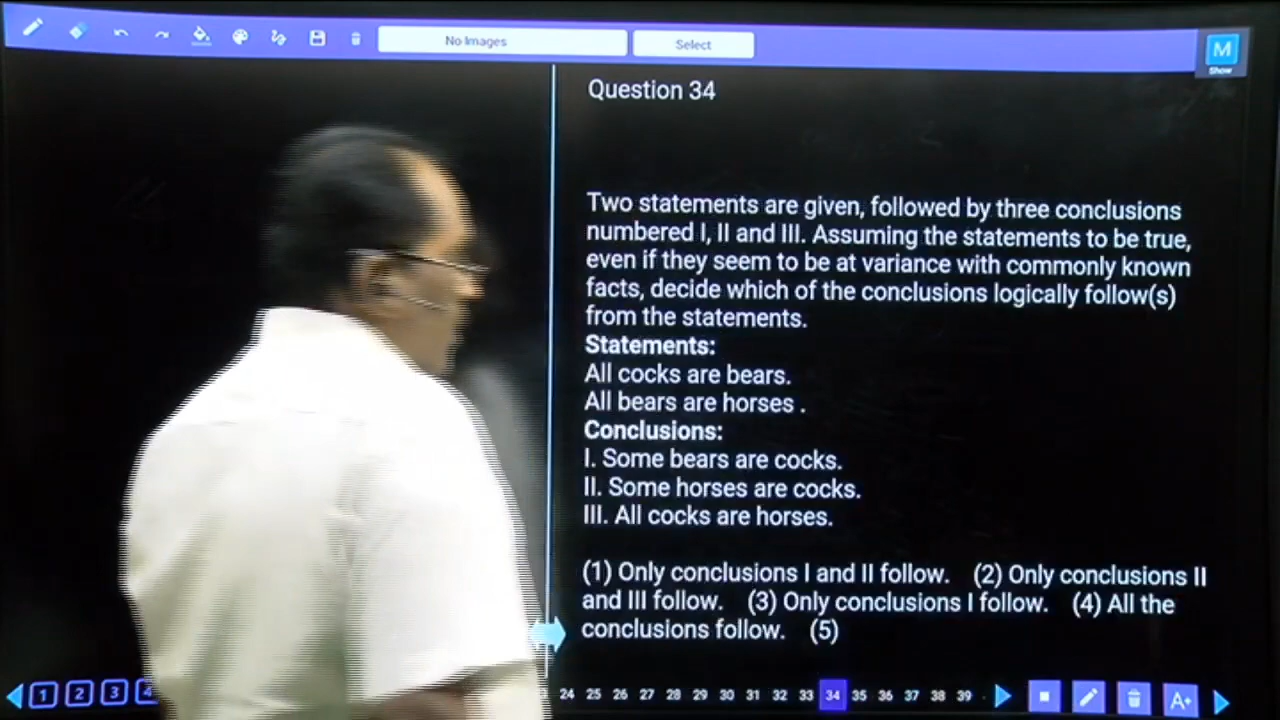 No Images
Select
M
Show
Question 34
Two statements are given, followed by three conclusions
numbered I, II and III. Assuming the statements to be true,
even if they seem to be at variance with commonly known
facts, decide which of the conclusions logically follow(s)
from the statements.
Statements:
All cocks are bears.
All bears are horses .
Conclusions:
I. Some bears are cocks.
II. Some horses are cocks.
III. All cocks are horses.
(1) Only conclusions I and II follow. (2) Only conclusions II
and III follow. (3) Only conclusions I follow. (4) All the
conclusions follow. (5)
1 2 3 4 24 25 26 27 28 29 30 31 32 33 34 35 36 37 38 39 A+